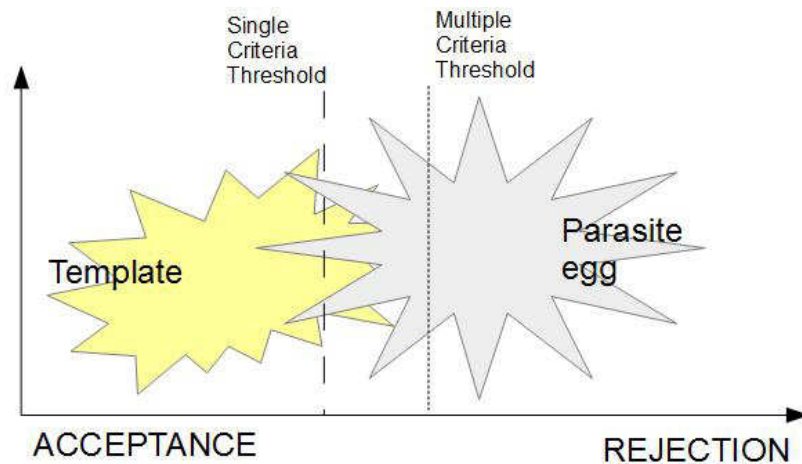 Single
Criteria
Threshold
Multiple
Criteria
Threshold
Template
Parasite
egg
ACCEPTANCE
REJECTION